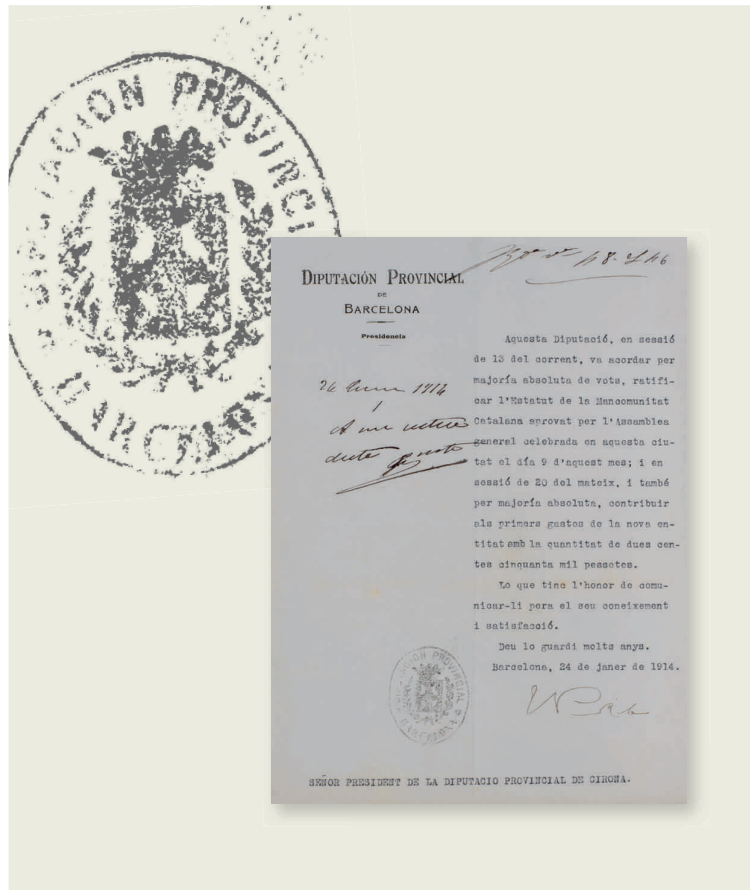 DIPUTACIÓN PROVINCIAL
DE
BARCELONA
Presidencia
Aquesta Diputació, en sessió
de 13 del corrent, va acordar per
majoría absoluta de vots, ratifi-
car l'Estatut de la Mancomunitat
Catalana aprovat per l'Assamblea
general celebrada en aquesta ciu-
tat el día 9 d'aquest mes; i en
sessió de 20 del mateix, i també
per majoría absoluta, contribuir
als primers gastos de la nova en-
titat amb la quantitat de dues cen-
tes cinquanta mil pessetes.
Lo que tinc l'honor de comu-
nicar-li pera el seu coneixement
i satisfacció.
Deu lo guardi molts anys.
Barcelona, 24 de janer de 1914.
DIPUTACION PROVINCIAL
BARCELONA
SEÑOR PRESIDENT DE LA DIPUTACIO PROVINCIAL DE GIRONA.